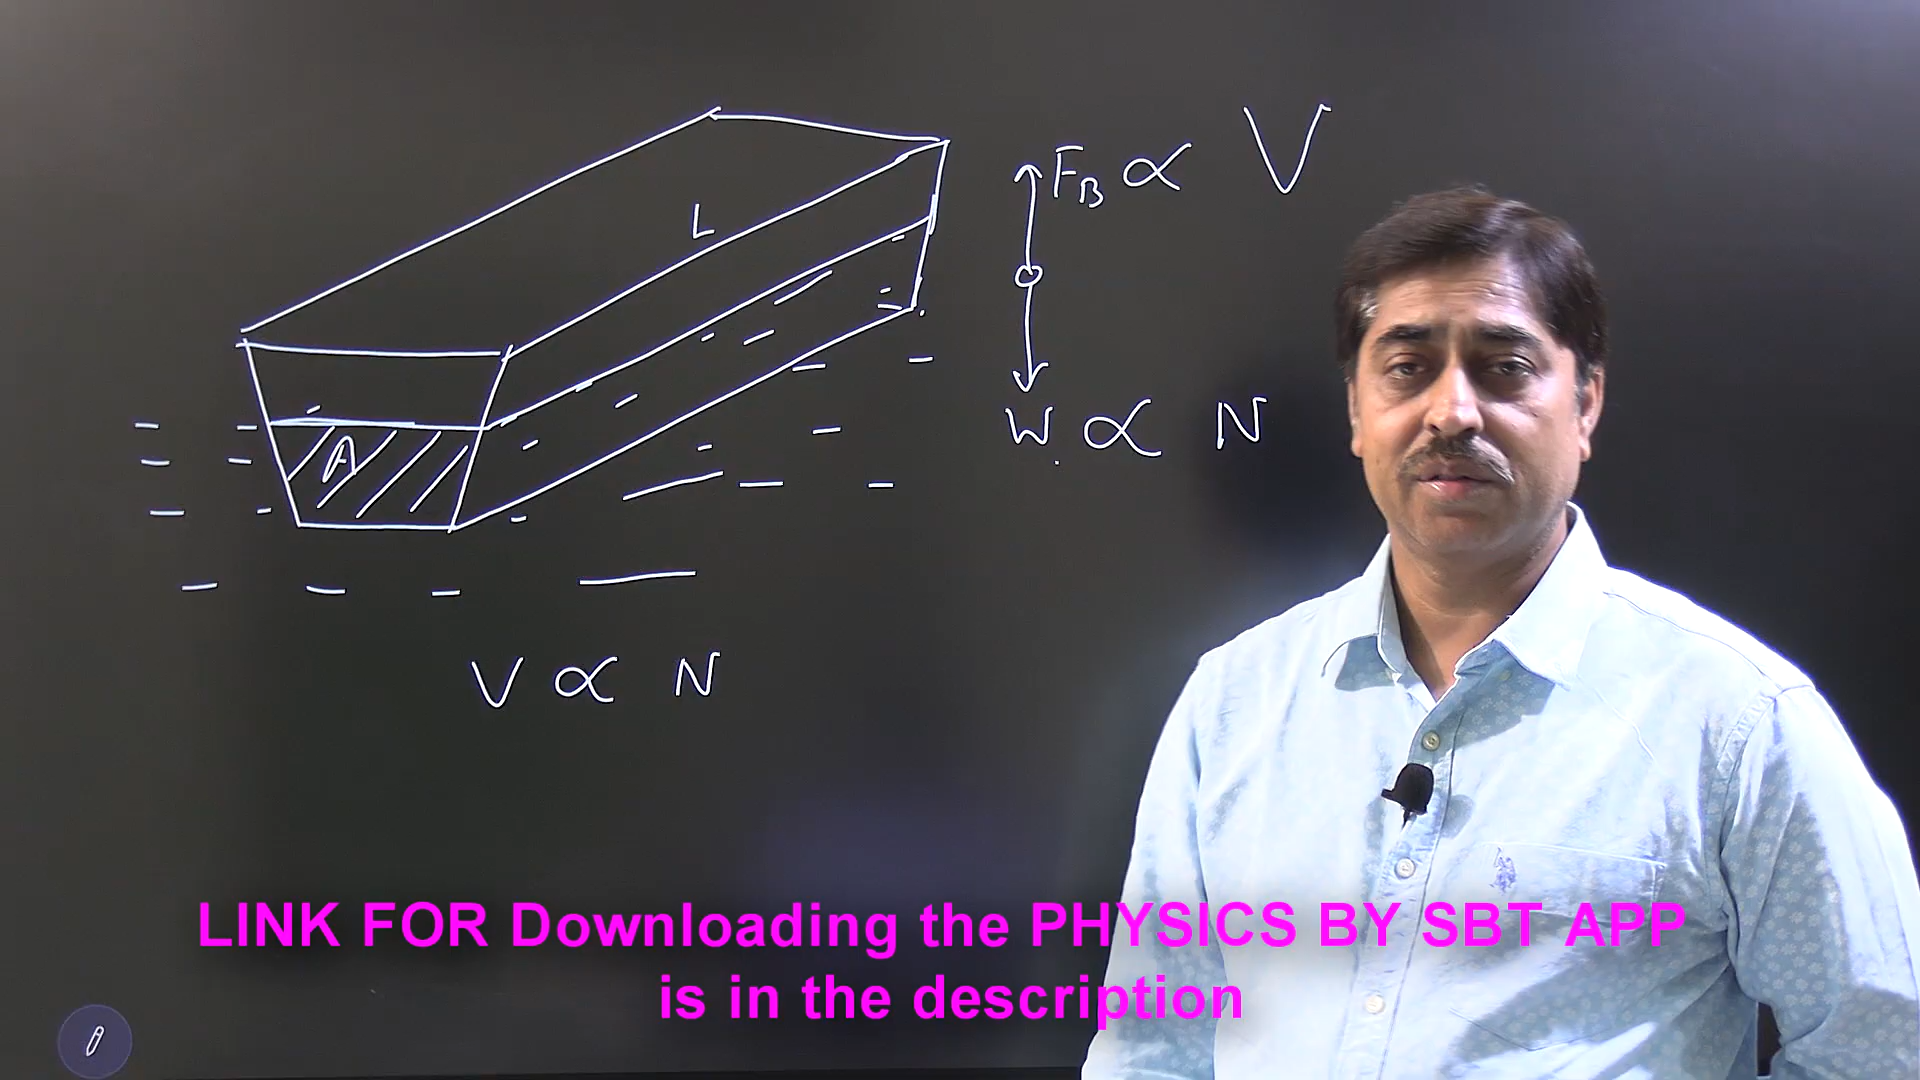 L
F_B ∝ V
A
W ∝ N
V ∝ N
LINK FOR Downloading the PHYSICS BY SBT APP
is in the description